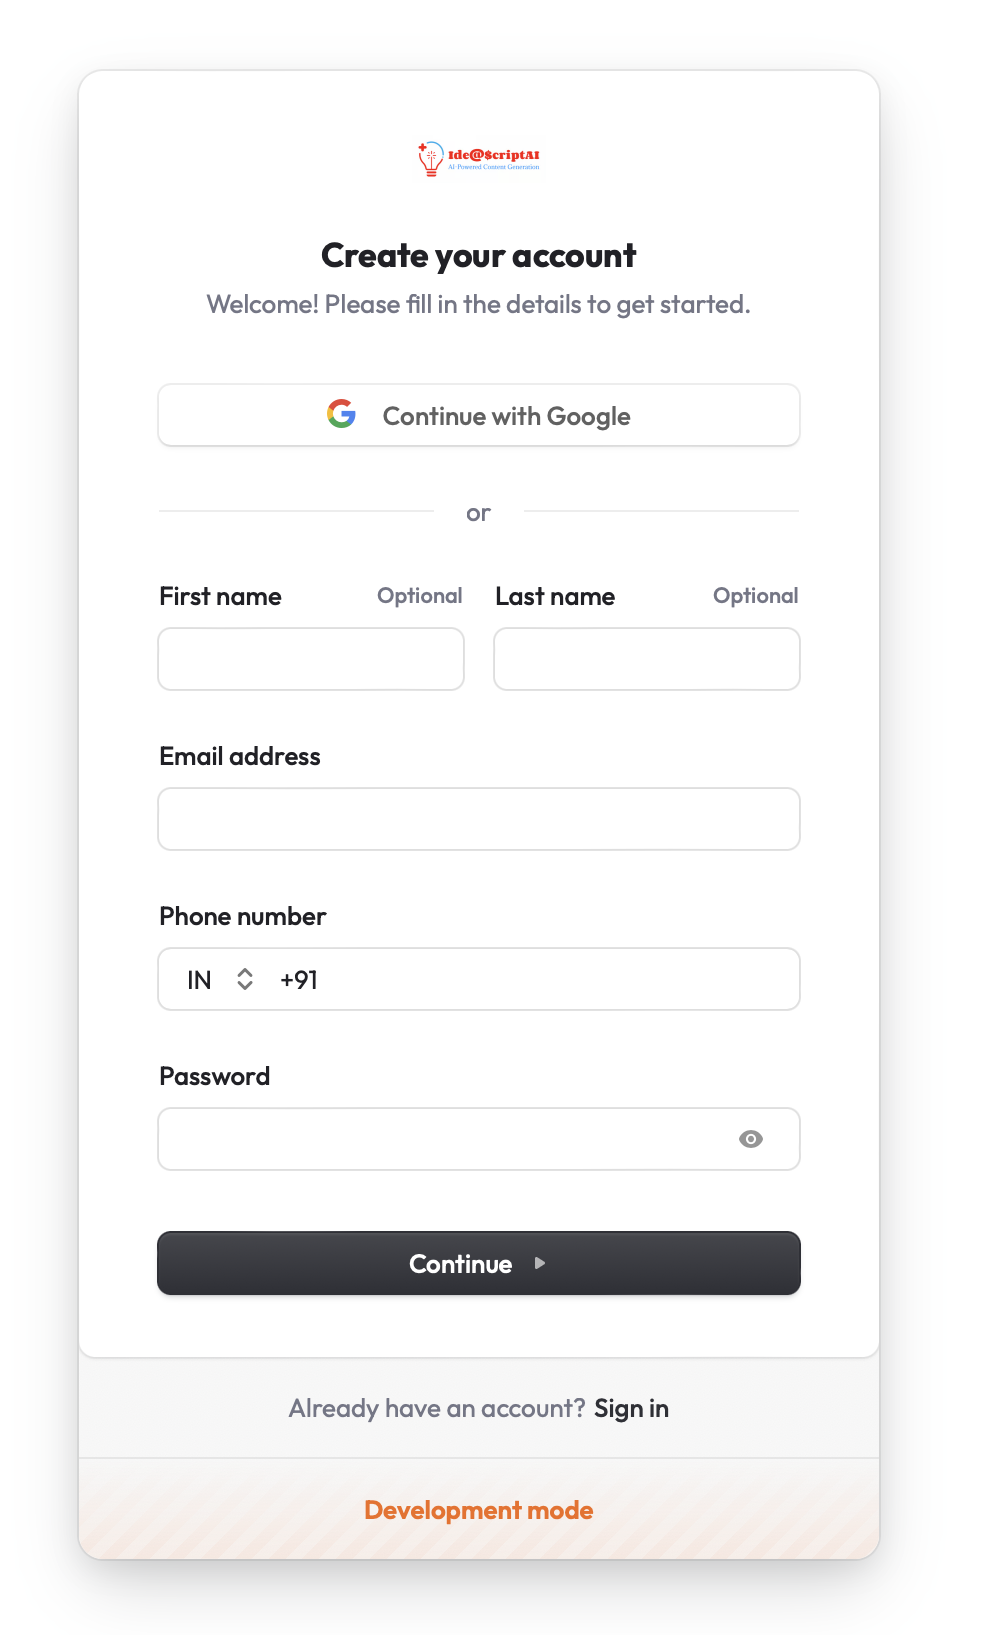 Ide@$criptAI
AI-Powered Content Generation
Create your account
Welcome! Please fill in the details to get started.
Continue with Google
or
First name Optional Last name Optional
Email address
Phone number
IN +91
Password
Continue
Already have an account? Sign in
Development mode